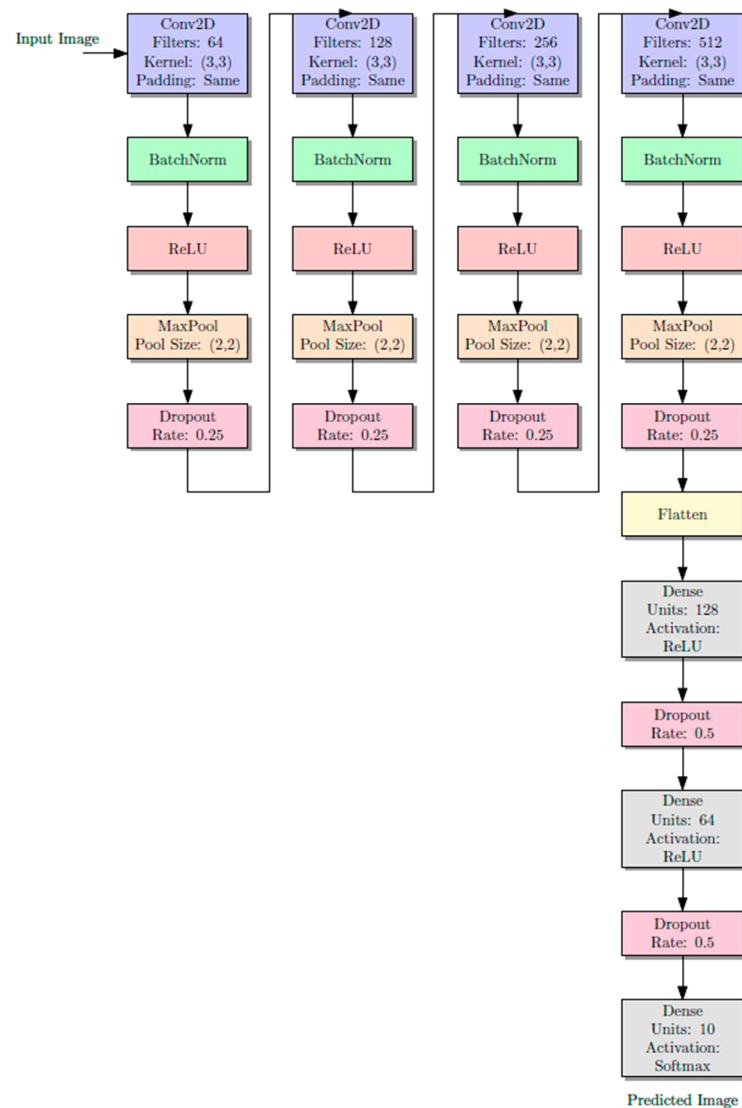 Input Image
Conv2D
Filters: 64
Kernel: (3,3)
Padding: Same
BatchNorm
ReLU
MaxPool
Pool Size: (2,2)
Dropout
Rate: 0.25
Conv2D
Filters: 128
Kernel: (3,3)
Padding: Same
BatchNorm
ReLU
MaxPool
Pool Size: (2,2)
Dropout
Rate: 0.25
Conv2D
Filters: 256
Kernel: (3,3)
Padding: Same
BatchNorm
ReLU
MaxPool
Pool Size: (2,2)
Dropout
Rate: 0.25
Conv2D
Filters: 512
Kernel: (3,3)
Padding: Same
BatchNorm
ReLU
MaxPool
Pool Size: (2,2)
Dropout
Rate: 0.25
Flatten
Dense
Units: 128
Activation:
ReLU
Dropout
Rate: 0.5
Dense
Units: 64
Activation:
ReLU
Dropout
Rate: 0.5
Dense
Units: 10
Activation:
Softmax
Predicted Image